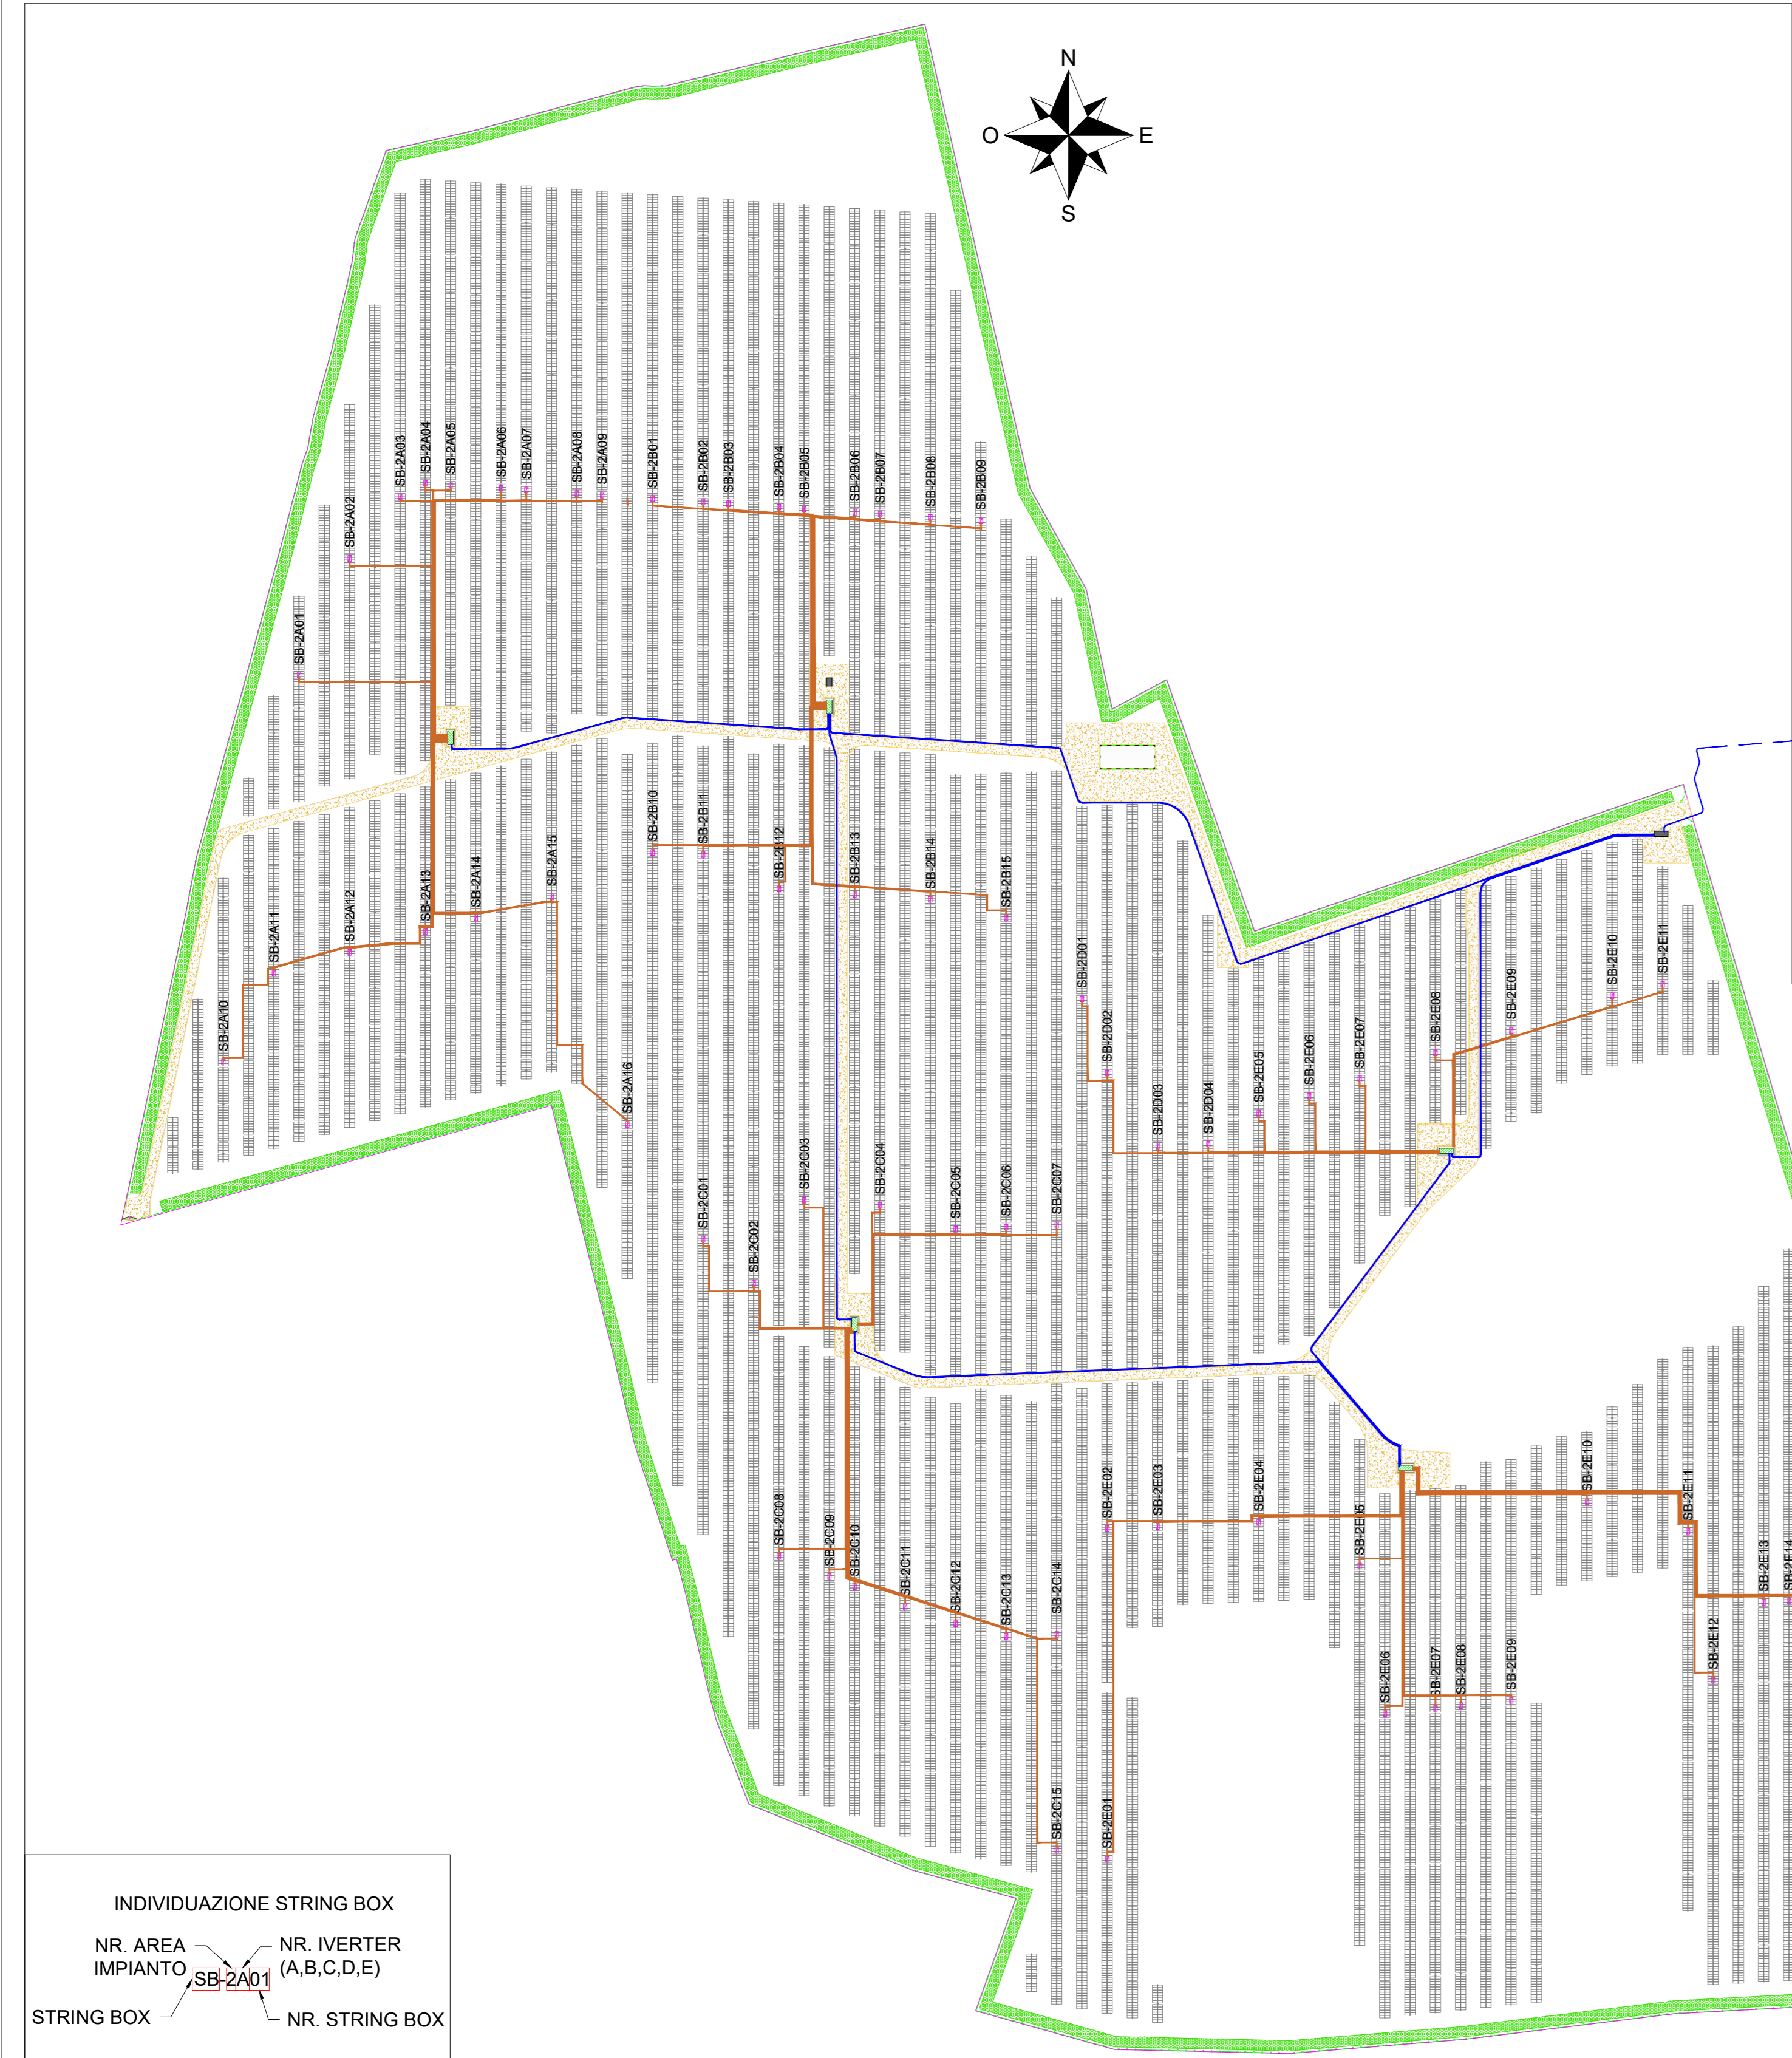 N
O
E
S
SB-2A01
SB-2A02
SB-2A03
SB-2A04
SB-2A05
SB-2A06
SB-2A07
SB-2A08
SB-2A09
SB-2B01
SB-2B02
SB-2B03
SB-2B04
SB-2B05
SB-2B06
SB-2B07
SB-2B08
SB-2B09
SB-2A10
SB-2A11
SB-2A12
SB-2A13
SB-2A14
SB-2A15
SB-2A16
SB-2B10
SB-2B11
SB-2B12
SB-2B13
SB-2B14
SB-2B15
SB-2D01
SB-2D02
SB-2D03
SB-2D04
SB-2E05
SB-2E06
SB-2E07
SB-2E08
SB-2E09
SB-2E10
SB-2E11
SB-2C01
SB-2C02
SB-2C03
SB-2C04
SB-2C05
SB-2C06
SB-2C07
SB-2C08
SB-2C09
SB-2C10
SB-2C11
SB-2C12
SB-2C13
SB-2C14
SB-2C15
SB-2E01
SB-2E02
SB-2E03
SB-2E04
SB-2E05
SB-2E06
SB-2E07
SB-2E08
SB-2E09
SB-2E10
SB-2E11
SB-2E12
SB-2E13
SB-2E14
INDIVIDUAZIONE STRING BOX
NR. AREA
IMPIANTO
NR. IVERTER
(A,B,C,D,E)
SB-2A01
STRING BOX
NR. STRING BOX